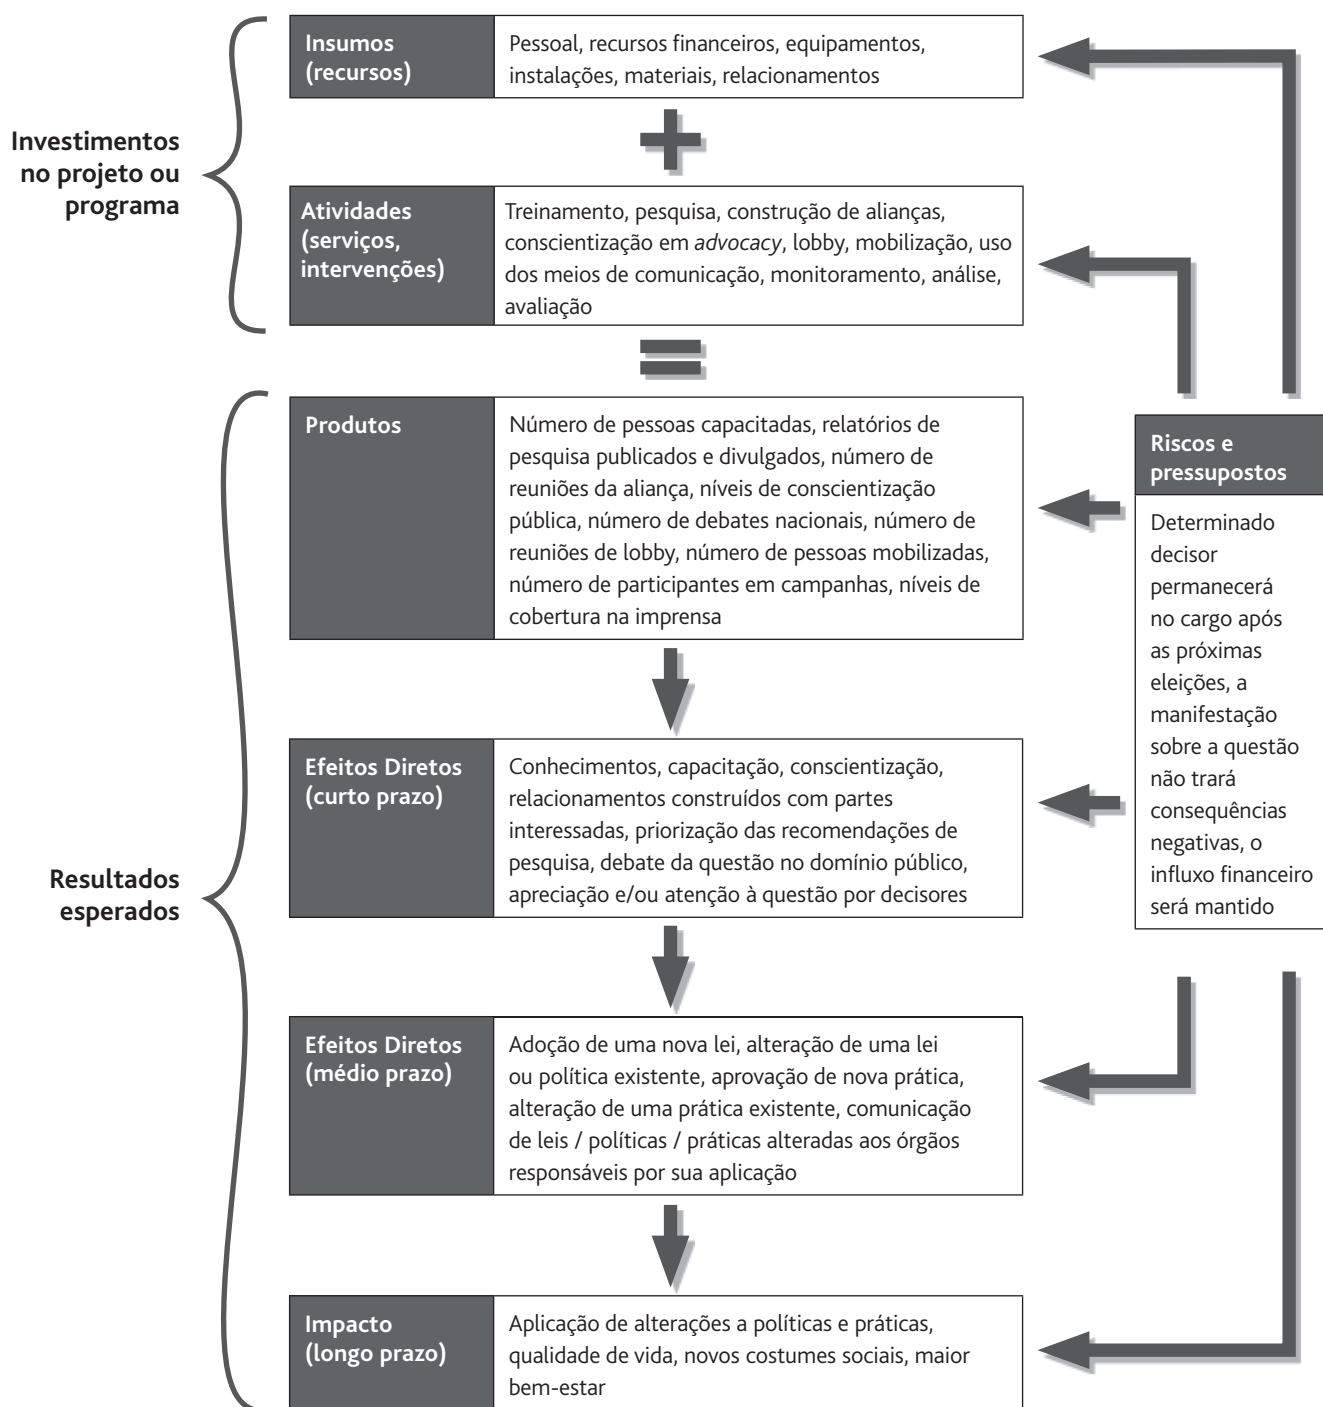 Insumos
(recursos)
Pessoal, recursos financeiros, equipamentos,
instalações, materiais, relacionamentos
+
Investimentos
no projeto ou
programa
Atividades
(serviços,
intervenções)
Treinamento, pesquisa, construção de alianças,
conscientização em advocacy, lobby, mobilização, uso
dos meios de comunicação, monitoramento, análise,
avaliação
=
Produtos
Número de pessoas capacitadas, relatórios de
pesquisa publicados e divulgados, número de
reuniões da aliança, níveis de conscientização
pública, número de debates nacionais, número de
reuniões de lobby, número de pessoas mobilizadas,
número de participantes em campanhas, níveis de
cobertura na imprensa
Riscos e
pressupostos
Determinado
decisor
permanecerá
no cargo após
as próximas
eleições, a
manifestação
sobre a questão
não trará
consequências
negativas, o
influxo financeiro
será mantido
Efeitos Diretos
(curto prazo)
Conhecimentos, capacitação, conscientização,
relacionamentos construídos com partes
interessadas, priorização das recomendações de
pesquisa, debate da questão no domínio público,
apreciação e/ou atenção à questão por decisores
Resultados
esperados
Efeitos Diretos
(médio prazo)
Adoção de uma nova lei, alteração de uma lei
ou política existente, aprovação de nova prática,
alteração de uma prática existente, comunicação
de leis / políticas / práticas alteradas aos órgãos
responsáveis por sua aplicação
Impacto
(longo prazo)
Aplicação de alterações a políticas e práticas,
qualidade de vida, novos costumes sociais, maior
bem-estar